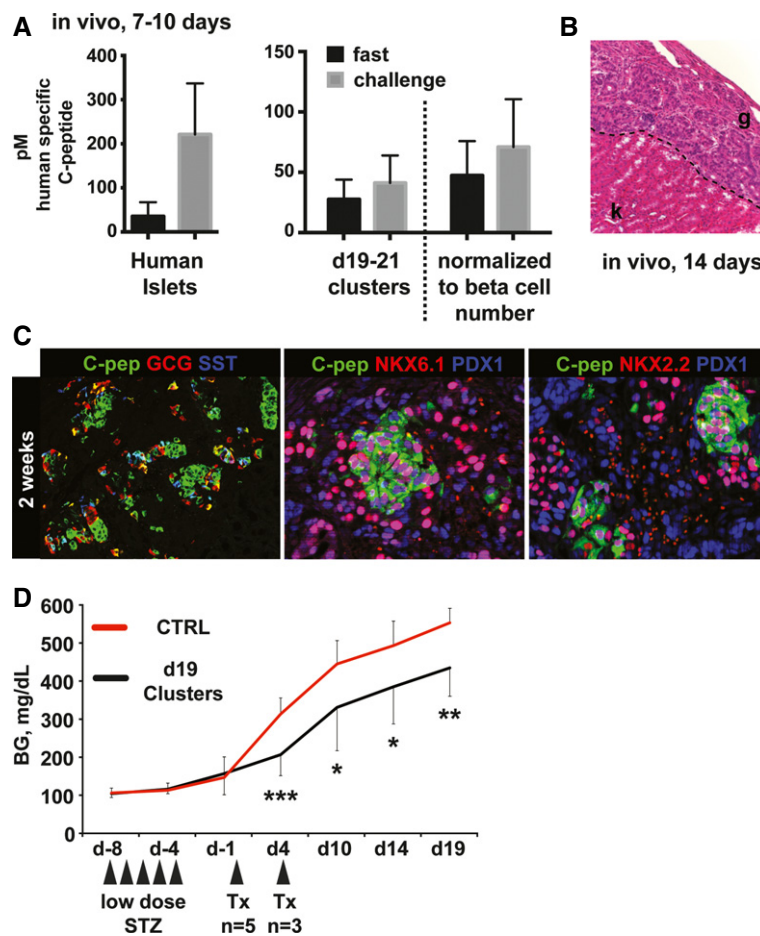 A
in vivo, 7-10 days
pM
human specific
C-peptide
400
300
200
100
0
Human
Islets
fast
challenge
150
100
50
0
d19-21
clusters
normalized
to beta cell
number
B
g
k
in vivo, 14 days
C
2 weeks
C-pep GCG SST
C-pep NKX6.1 PDX1
C-pep NKX2.2 PDX1
D
BG, mg/dL
600
500
400
300
200
100
0
CTRL
d19
Clusters
***
*
*
**
d-8
d-4
d-1
d4
d10
d14
d19
low dose
STZ
Tx
n=5
Tx
n=3